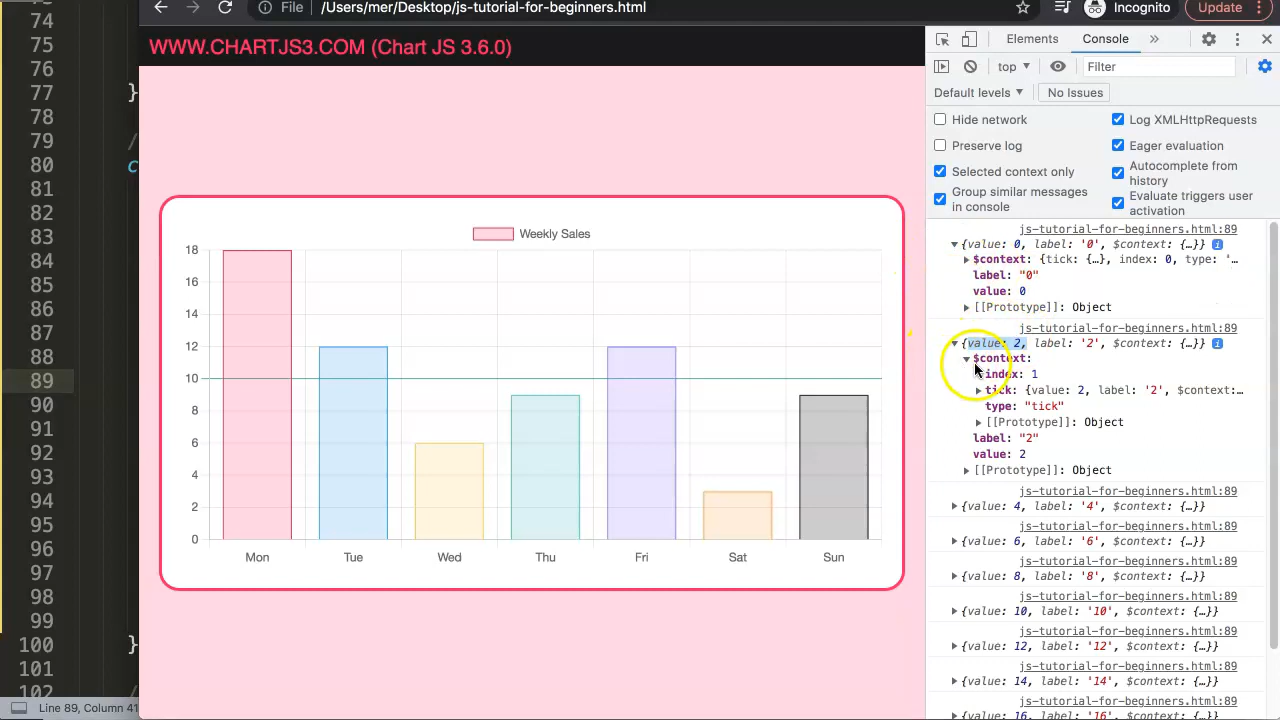 File /Users/mer/Desktop/js-tutorial-for-beginners.html Incognito Update
WWW.CHARTJS3.COM (Chart JS 3.6.0)
74
75
76
77 }
78
79 /
80 c
81
82
83
84
85
86
87
88
89
90
91
92
93
94
95
96
97
98
99
100 }
101
102 /
Line 89, Column 41
Weekly Sales
18
16
14
12
10
8
6
4
2
0
Mon Tue Wed Thu Fri Sat Sun
Elements Console »
top Filter
Default levels No Issues
Hide network Log XMLHttpRequests
Preserve log Eager evaluation
Selected context only Autocomplete from history
Group similar messages in console Evaluate triggers user activation
js-tutorial-for-beginners.html:89
{value: 0, label: '0', $context: {…}} i
$context: {tick: {…}, index: 0, type: '…
label: "0"
value: 0
[[Prototype]]: Object
js-tutorial-for-beginners.html:89
{value: 2, label: '2', $context: {…}} i
$context:
index: 1
tick: {value: 2, label: '2', $context:…
type: "tick"
[[Prototype]]: Object
label: "2"
value: 2
[[Prototype]]: Object
js-tutorial-for-beginners.html:89
{value: 4, label: '4', $context: {…}}
js-tutorial-for-beginners.html:89
{value: 6, label: '6', $context: {…}}
js-tutorial-for-beginners.html:89
{value: 8, label: '8', $context: {…}}
js-tutorial-for-beginners.html:89
{value: 10, label: '10', $context: {…}}
js-tutorial-for-beginners.html:89
{value: 12, label: '12', $context: {…}}
js-tutorial-for-beginners.html:89
{value: 14, label: '14', $context: {…}}
js-tutorial-for-beginners.html:89
{value: 16, label: '16', $context: {…}}